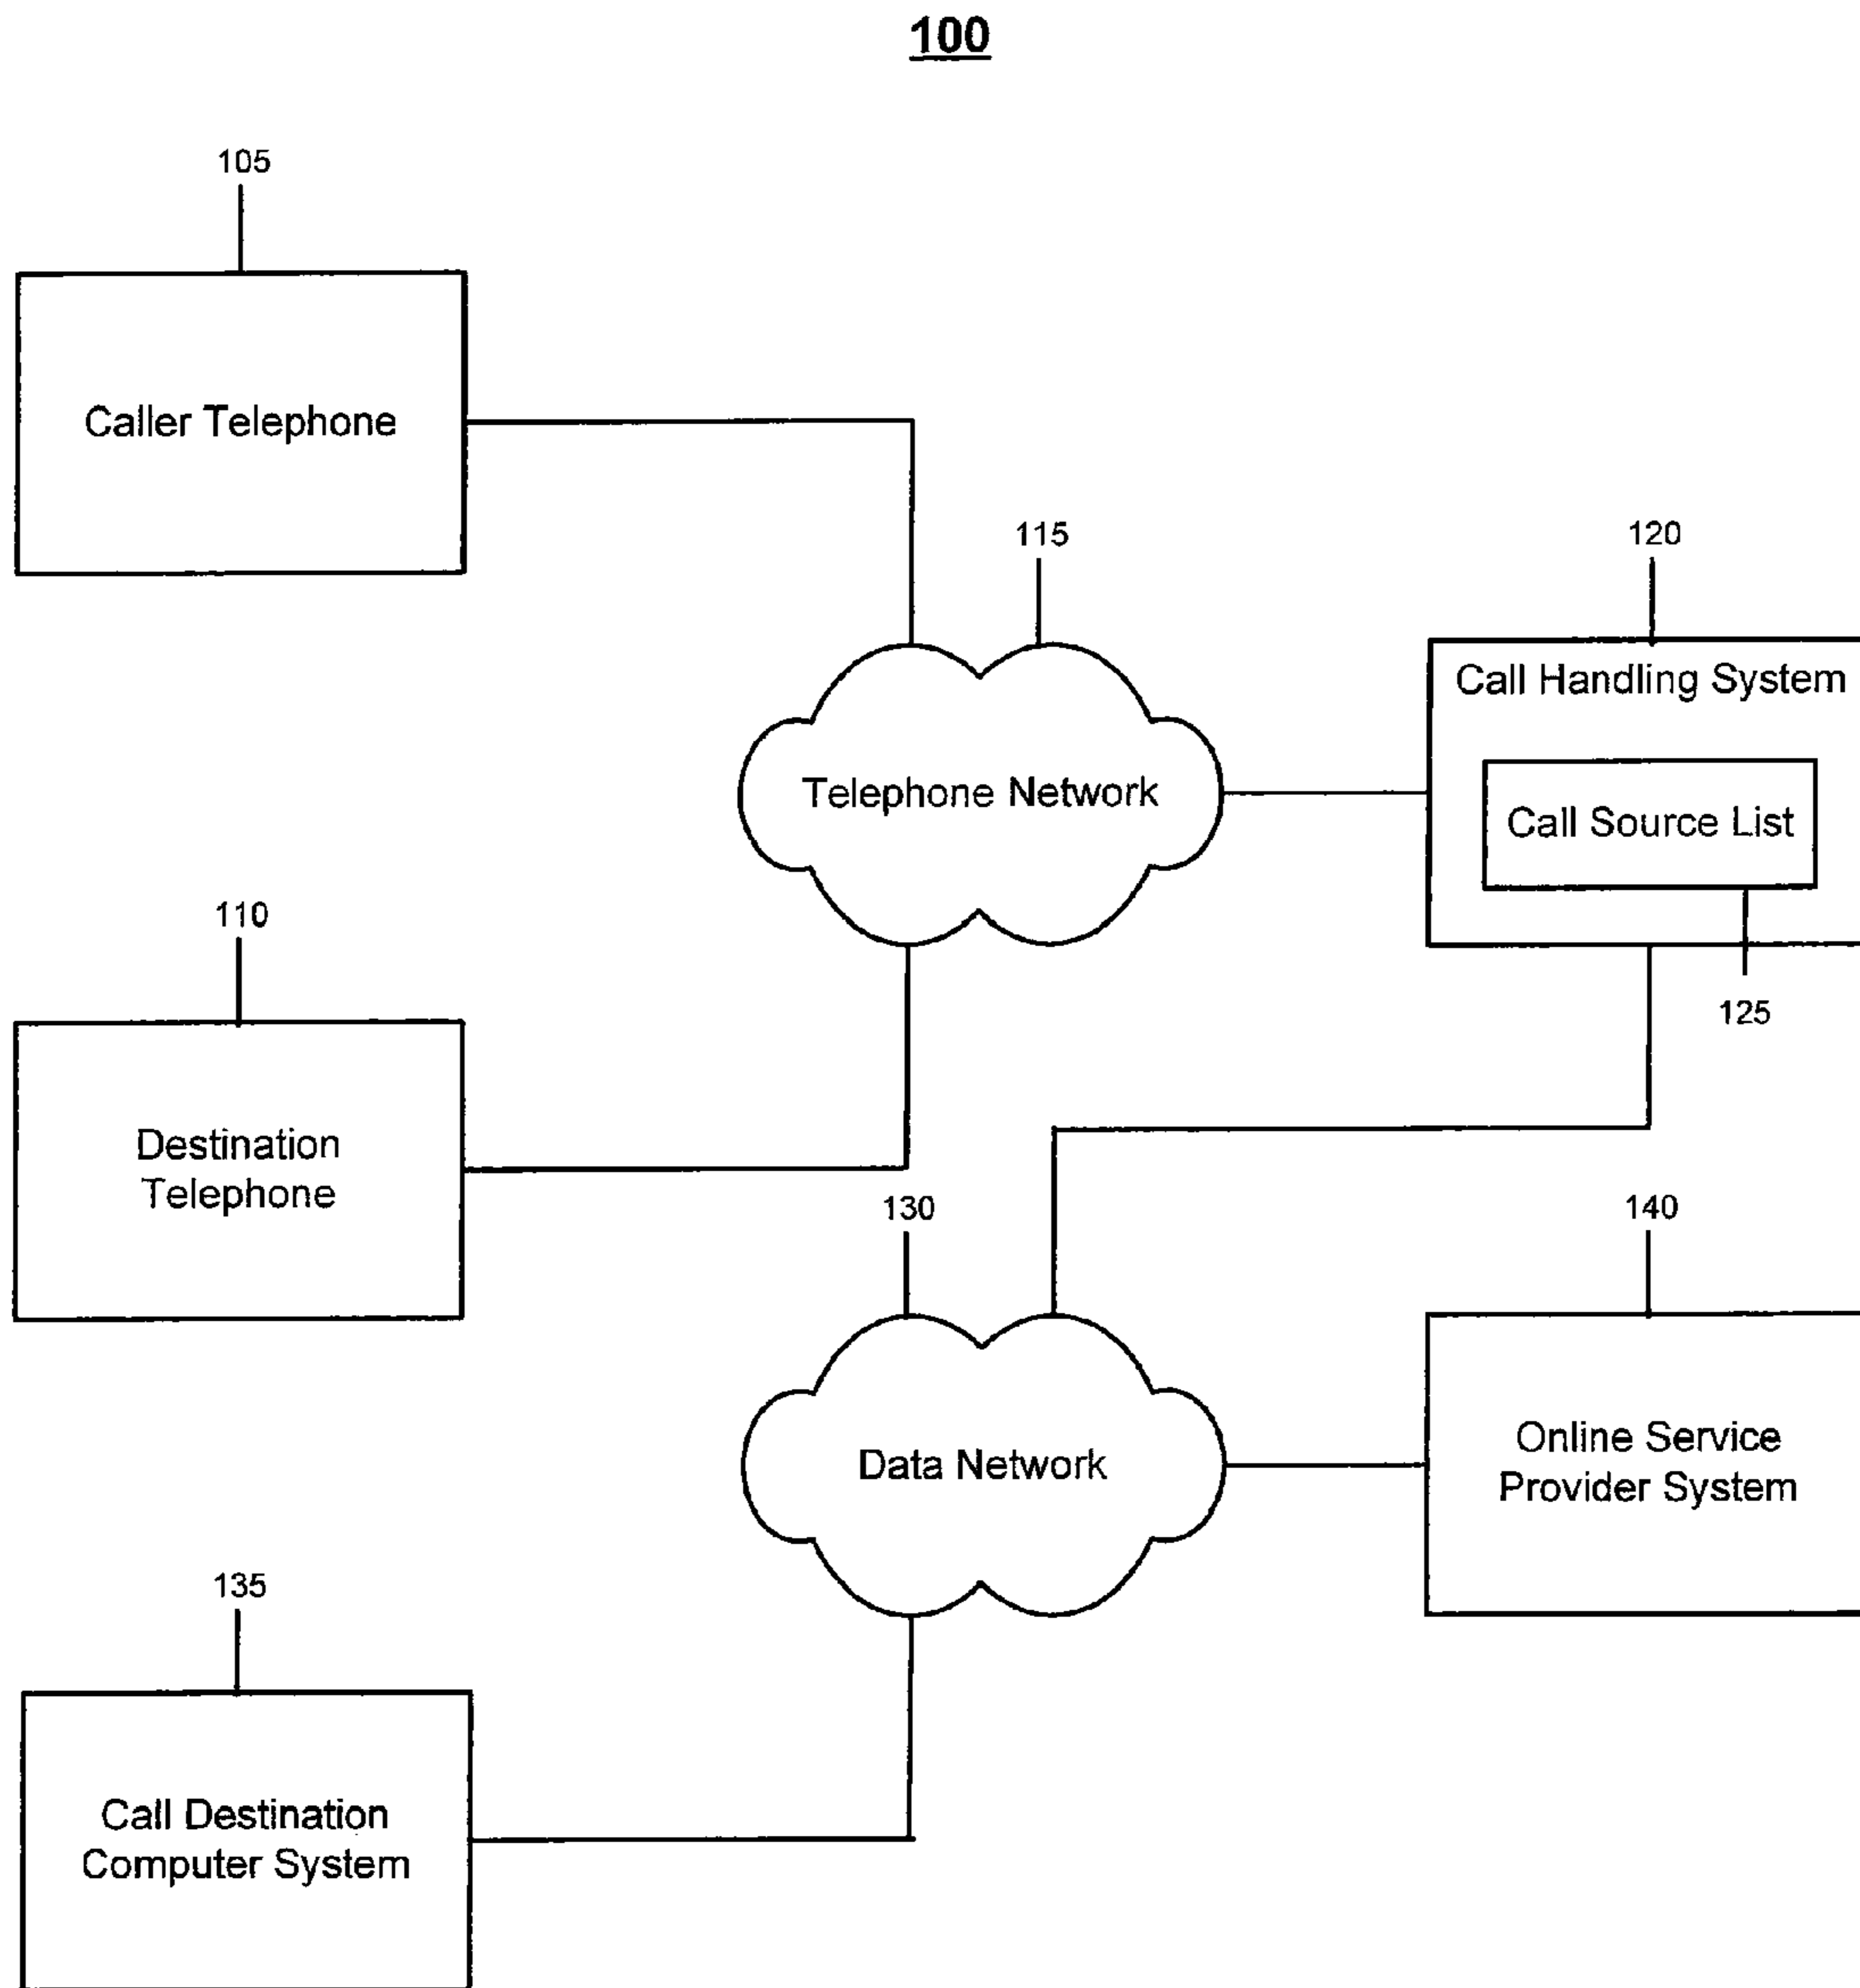 100
105
Caller Telephone
115
120
Call Handling System
Telephone Network
Call Source List
110
125
Destination
Telephone
130
140
Data Network
Online Service
Provider System
135
Call Destination
Computer System